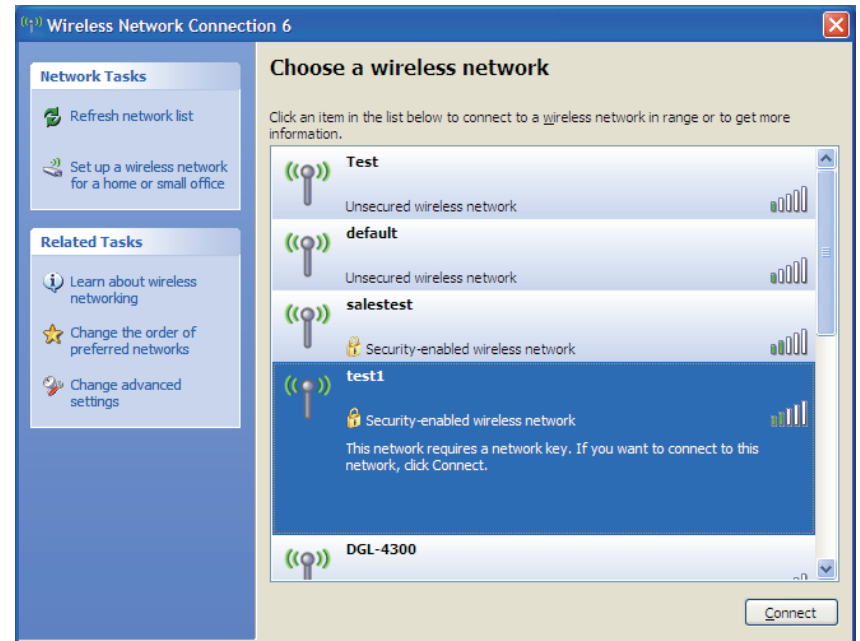 Wireless Network Connection 6
Network Tasks
Refresh network list
Set up a wireless network
for a home or small office
Related Tasks
Learn about wireless
networking
Change the order of
preferred networks
Change advanced
settings
Choose a wireless network
Click an item in the list below to connect to a wireless network in range or to get more
information.
Test
Unsecured wireless network
default
Unsecured wireless network
salestest
Security-enabled wireless network
test1
Security-enabled wireless network
This network requires a network key. If you want to connect to this
network, click Connect.
DGL-4300
Connect